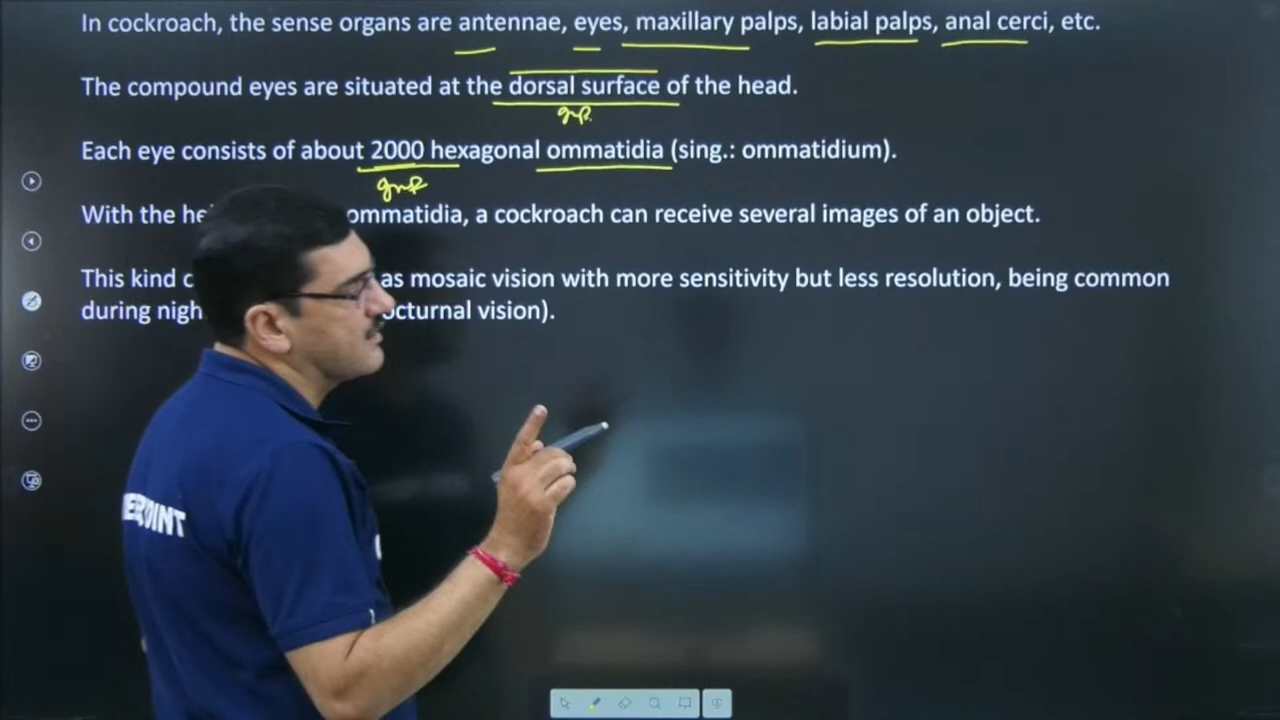 In cockroach, the sense organs are antennae, eyes, maxillary palps, labial palps, anal cerci, etc.
The compound eyes are situated at the dorsal surface of the head.
Each eye consists of about 2000 hexagonal ommatidia (sing.: ommatidium).
With the ommatidia, a cockroach can receive several images of an object.
This kind as mosaic vision with more sensitivity but less resolution, being common
during vision).